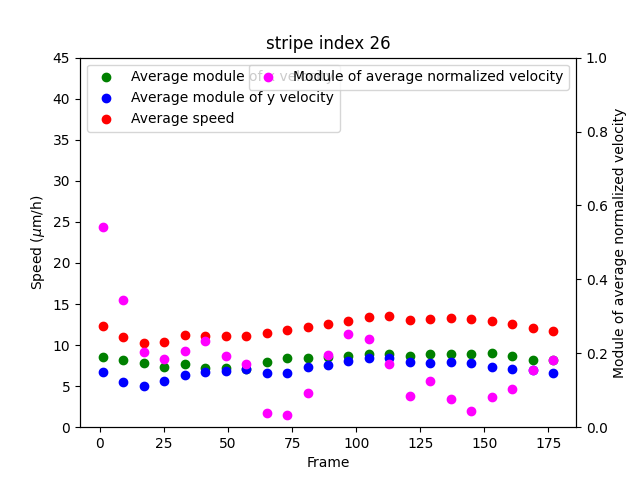 stripe index 26
Average module of x velocity
Average module of y velocity
Average speed
Module of average normalized velocity
45
40
35
30
25
20
15
10
5
0
Speed (μm/h)
1.0
0.8
0.6
0.4
0.2
0.0
Module of average normalized velocity
0 25 50 75 100 125 150 175
Frame